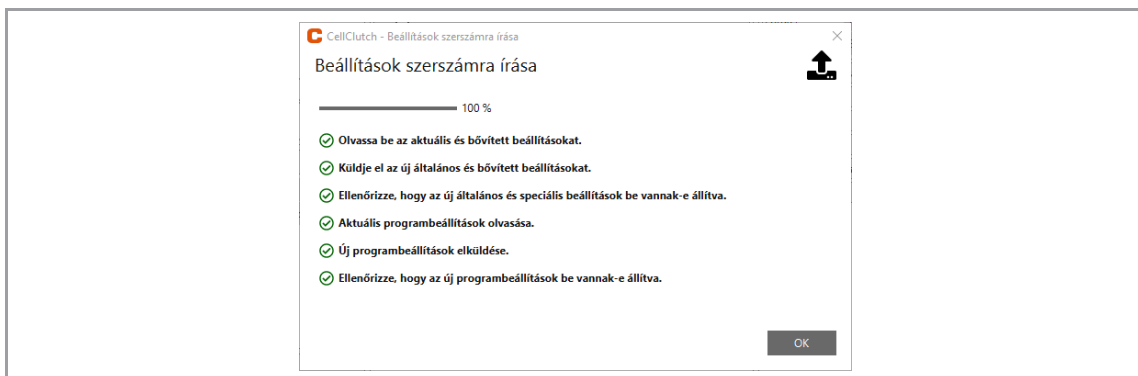 CellClutch - Beállítások szerszámra írása
Beállítások szerszámra írása
100 %
Olvassa be az aktuális és bővített beállításokat.
Küldje el az új általános és bővített beállításokat.
Ellenőrizze, hogy az új általános és speciális beállítások be vannak-e állítva.
Aktuális programbeállítások olvasása.
Új programbeállítások elküldése.
Ellenőrizze, hogy az új programbeállítások be vannak-e állítva.
OK